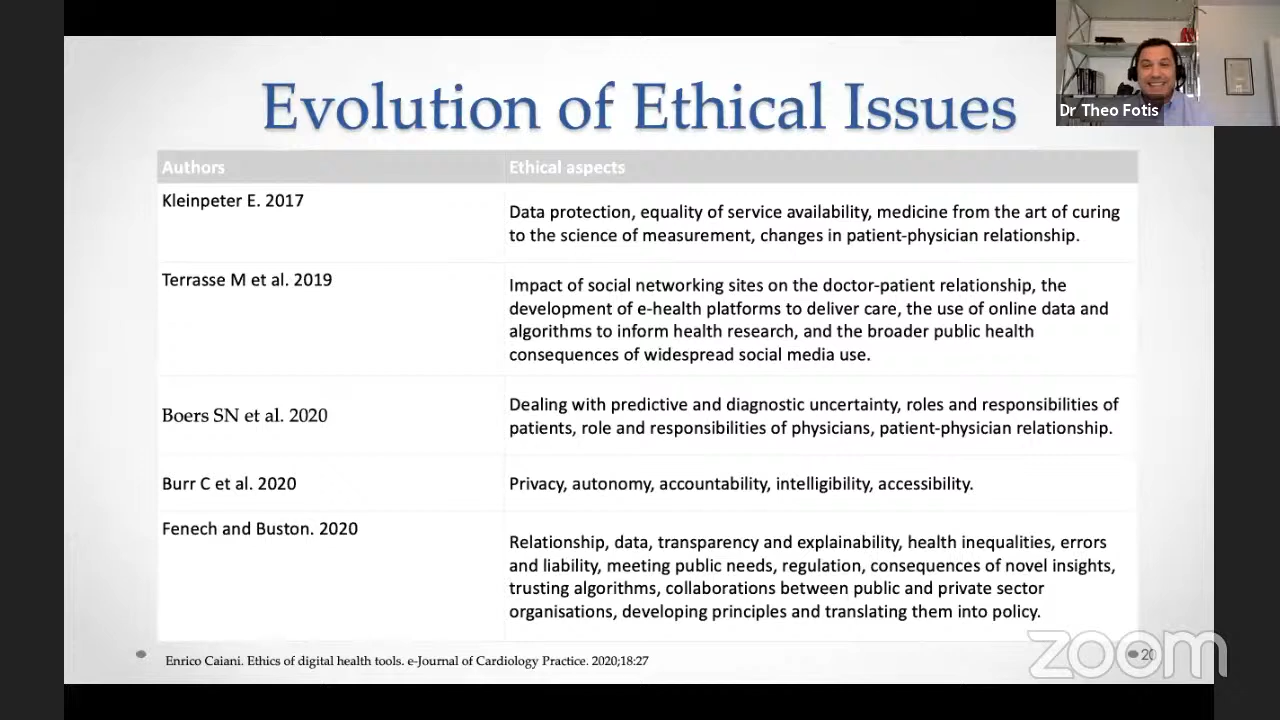 Evolution of Ethical Issues
Dr Theo Fotis
Authors
Ethical aspects
Kleinpeter E. 2017
Data protection, equality of service availability, medicine from the art of curing
to the science of measurement, changes in patient-physician relationship.
Terrasse M et al. 2019
Impact of social networking sites on the doctor-patient relationship, the
development of e-health platforms to deliver care, the use of online data and
algorithms to inform health research, and the broader public health
consequences of widespread social media use.
Boers SN et al. 2020
Dealing with predictive and diagnostic uncertainty, roles and responsibilities of
patients, role and responsibilities of physicians, patient-physician relationship.
Burr C et al. 2020
Privacy, autonomy, accountability, intelligibility, accessibility.
Fenech and Buston. 2020
Relationship, data, transparency and explainability, health inequalities, errors
and liability, meeting public needs, regulation, consequences of novel insights,
trusting algorithms, collaborations between public and private sector
organisations, developing principles and translating them into policy.
Enrico Caiani. Ethics of digital health tools. e-Journal of Cardiology Practice. 2020;18:27
zoom
20